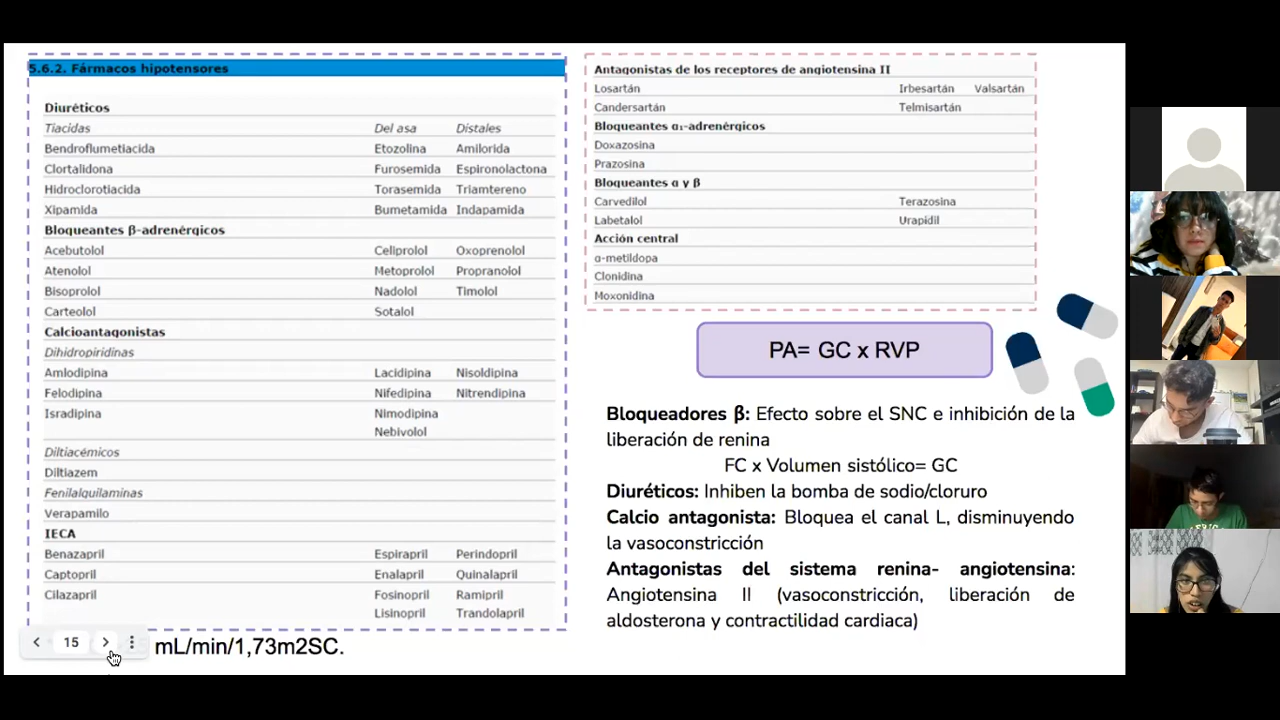 5.6.2. Fármacos hipotensores
Diuréticos
Tiacidas Del asa Distales
Bendroflumetiacida Etozolina Amilorida
Clortalidona Furosemida Espironolactona
Hidroclorotiacida Torasemida Triamtereno
Xipamida Bumetamida Indapamida
Bloqueantes β-adrenérgicos
Acebutolol Celiprolol Oxoprenolol
Atenolol Metoprolol Propranolol
Bisoprolol Nadolol Timolol
Carteolol Sotalol
Calcioantagonistas
Dihidropiridinas
Amlodipina Lacidipina Nisoldipina
Felodipina Nifedipina Nitrendipina
Isradipina Nimodipina
Nebivolol
Diltiacémicos
Diltiazem
Fenilalquilaminas
Verapamilo
IECA
Benazapril Espirapril Perindopril
Captopril Enalapril Quinalapril
Cilazapril Fosinopril Ramipril
Lisinopril Trandolapril
15
mL/min/1,73m2SC.
Antagonistas de los receptores de angiotensina II
Losartán Irbesartán Valsartán
Candersartán Telmisartán
Bloqueantes α₁-adrenérgicos
Doxazosina
Prazosina
Bloqueantes α y β
Carvedilol Terazosina
Labetalol Urapidil
Acción central
α-metildopa
Clonidina
Moxonidina
PA= GC x RVP
Bloqueadores β: Efecto sobre el SNC e inhibición de la
liberación de renina
FC x Volumen sistólico= GC
Diuréticos: Inhiben la bomba de sodio/cloruro
Calcio antagonista: Bloquea el canal L, disminuyendo
la vasoconstricción
Antagonistas del sistema renina- angiotensina:
Angiotensina II (vasoconstricción, liberación de
aldosterona y contractilidad cardiaca)